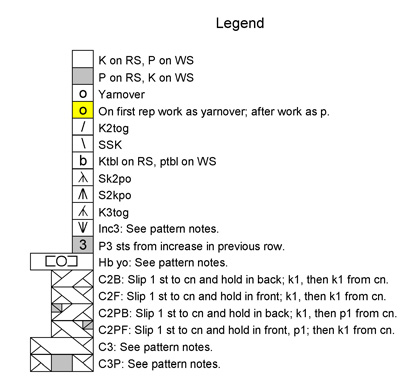 Legend
K on RS, P on WS
P on RS, K on WS
o Yarnover
o On first rep work as yarnover; after work as p.
/ K2tog
\ SSK
b Ktbl on RS, ptbl on WS
Sk2po
S2kpo
K3tog
Inc3: See pattern notes.
3 P3 sts from increase in previous row.
Hb yo: See pattern notes.
C2B: Slip 1 st to cn and hold in back; k1, then k1 from cn.
C2F: Slip 1 st to cn and hold in front; k1, then k1 from cn.
C2PB: Slip 1 st to cn and hold in back; k1, then p1 from cn.
C2PF: Slip 1 st to cn and hold in front, p1; then k1 from cn.
C3: See pattern notes.
C3P: See pattern notes.